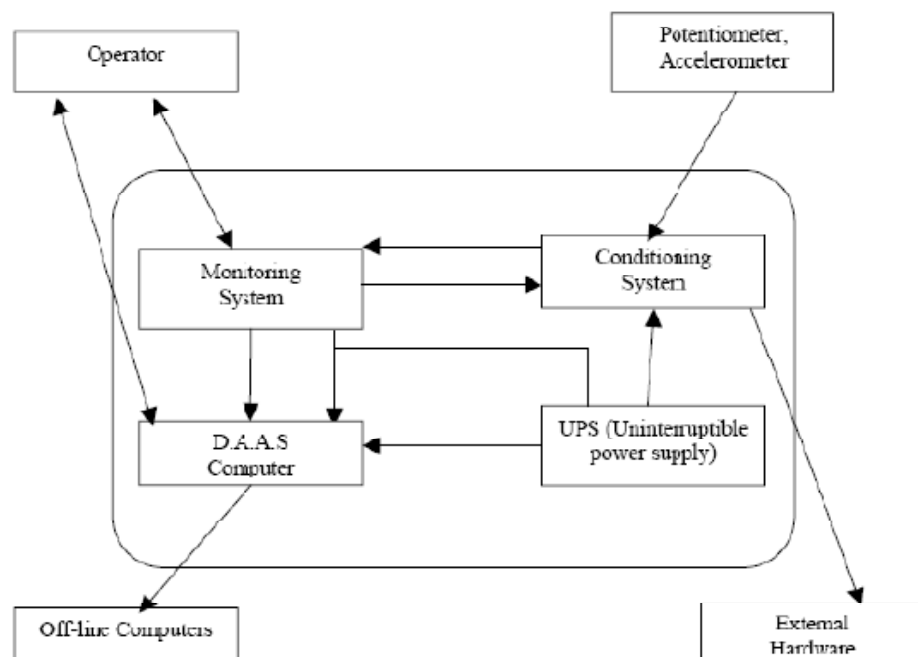 Operator
Potentiometer,
Accelerometer
Monitoring
System
Conditioning
System
D.A.A.S
Computer
UPS (Uninterruptible
power supply)
Off-line Computers
External
Hardware